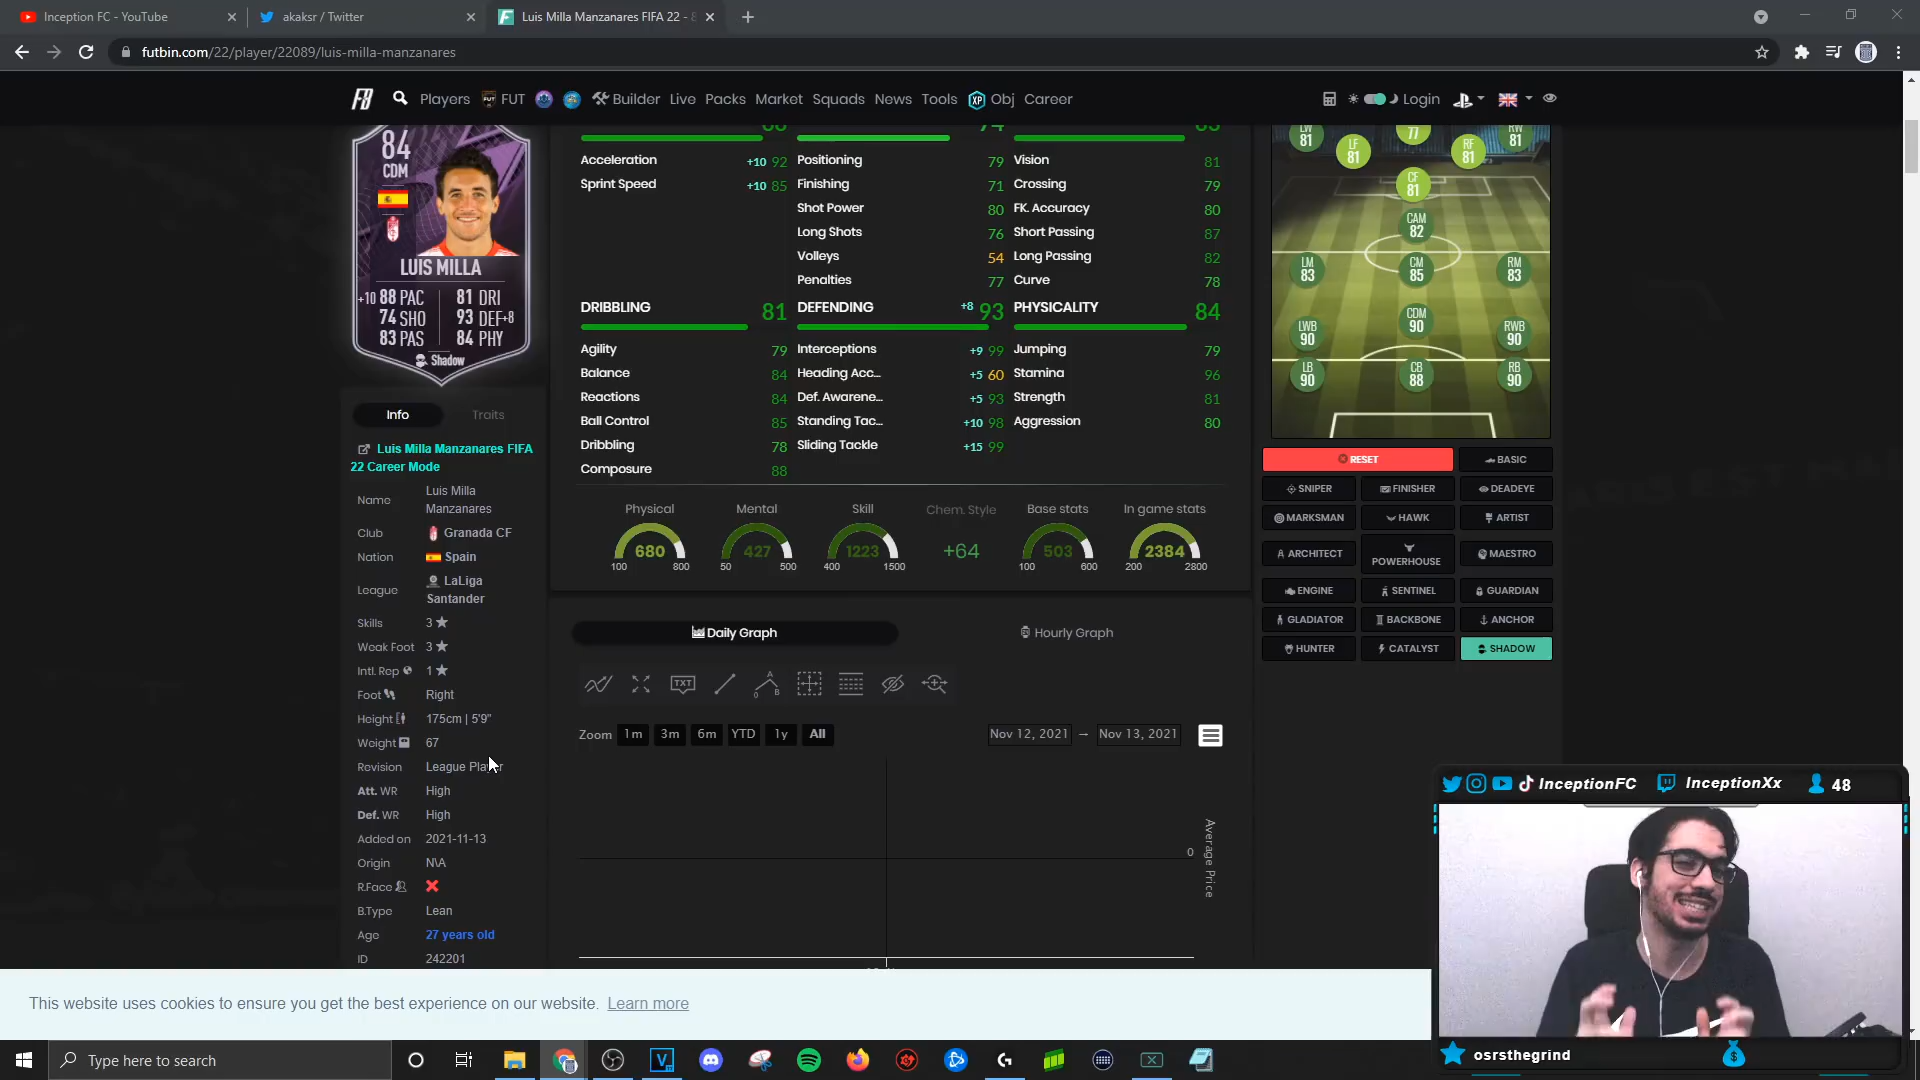 Inception FC - YouTube
akaksr / Twitter
Luis Milla Manzanares FIFA 22 - 8
futbin.com/22/player/22089/luis-milla-manzanares
Players
FUT
Builder
Live
Packs
Market
Squads
News
Tools
XP
Obj
Career
Login
84
CDM
LUIS MILLA
+10 88 PAC
81 DRI
74 SHO
93 DEF+8
83 PAS
84 PHY
Shadow
Info
Traits
Luis Milla Manzanares FIFA
22 Career Mode
Name
Luis Milla
Manzanares
Club
Granada CF
Nation
Spain
League
LaLiga
Santander
Skills
3
Weak Foot
3
Intl. Rep
1
Foot
Right
Height
175cm | 5'9"
Weight
67
Revision
League Player
Att. WR
High
Def. WR
High
Added on
2021-11-13
Origin
N\A
R.Face
B.Type
Lean
Age
27 years old
ID
242201
Acceleration +10 92
Sprint Speed +10 85
Positioning 79
Finishing 71
Shot Power 80
Long Shots 76
Volleys 54
Penalties 77
Vision 81
Crossing 79
FK. Accuracy 80
Short Passing 87
Long Passing 82
Curve 78
DRIBBLING 81
Agility 79
Balance 84
Reactions 84
Ball Control 85
Dribbling 78
Composure 88
DEFENDING +8 93
Interceptions +9 99
Heading Acc... +5 60
Def. Awarene... +5 93
Standing Tac... +10 98
Sliding Tackle +15 99
PHYSICALITY 84
Jumping 79
Stamina 96
Strength 81
Aggression 80
Physical
680
100 800
Mental
427
50 500
Skill
1223
400 1500
Chem. Style
+64
Base stats
503
100 600
In game stats
2384
200 2800
Daily Graph
Hourly Graph
TXT
Zoom
1m
3m
6m
YTD
1y
All
Nov 12, 2021
→
Nov 13, 2021
0
Average Price
LW
81
77
RW
81
LF
81
RF
81
CF
81
CAM
82
LM
83
CM
85
RM
83
LWB
90
CDM
90
RWB
90
LB
90
CB
88
RB
90
RESET
BASIC
SNIPER
FINISHER
DEADEYE
MARKSMAN
HAWK
ARTIST
ARCHITECT
POWERHOUSE
MAESTRO
ENGINE
SENTINEL
GUARDIAN
GLADIATOR
BACKBONE
ANCHOR
HUNTER
CATALYST
SHADOW
InceptionFC
InceptionXx
48
osrsthegrind
This website uses cookies to ensure you get the best experience on our website. Learn more
Type here to search